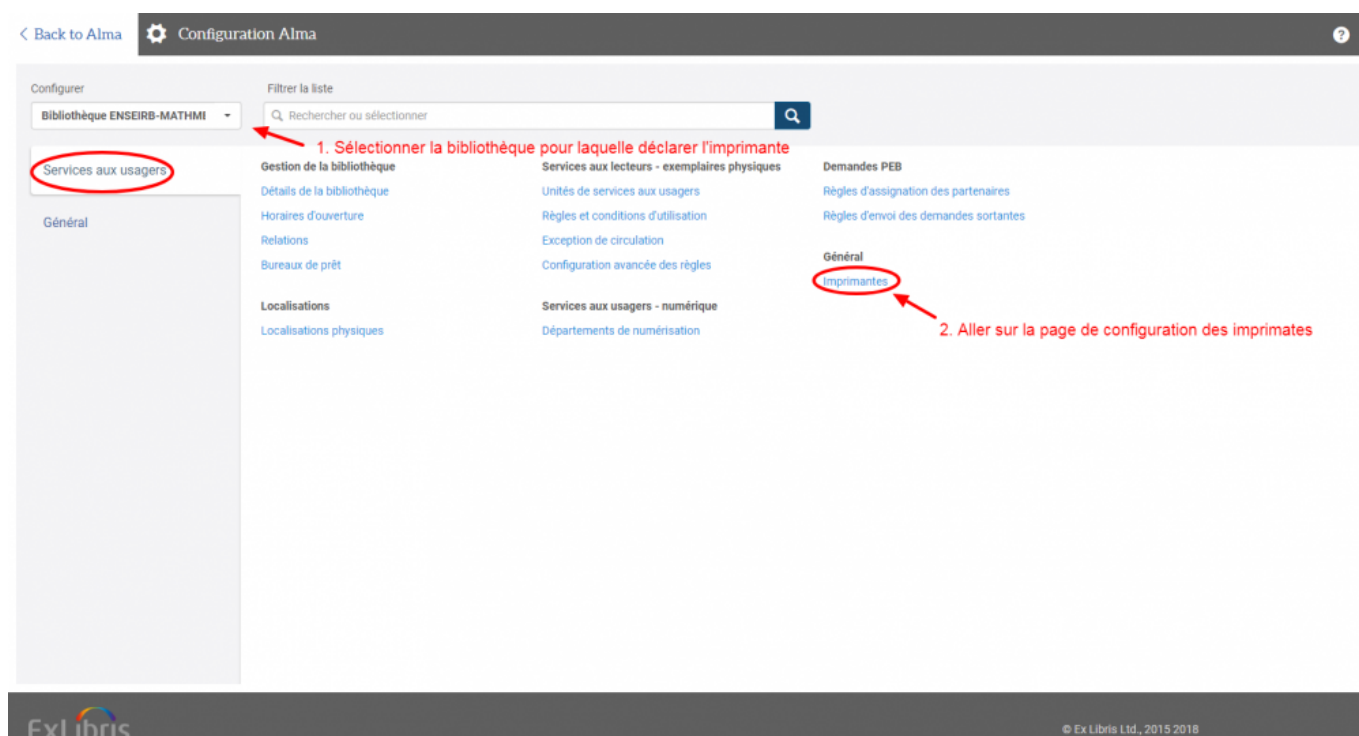 Back to Alma
Configuration Alma
?
Configurer
Filtrer la liste
Bibliothèque ENSEIRB-MATHMI
Rechercher ou sélectionner
1. Sélectionner la bibliothèque pour laquelle déclarer l'imprimante
Services aux usagers
Général
Gestion de la bibliothèque
Détails de la bibliothèque
Horaires d'ouverture
Relations
Bureaux de prêt
Localisations
Localisations physiques
Services aux lecteurs - exemplaires physiques
Unités de services aux usagers
Règles et conditions d'utilisation
Exception de circulation
Configuration avancée des règles
Services aux usagers - numérique
Départements de numérisation
Demandes PEB
Règles d'assignation des partenaires
Règles d'envoi des demandes sortantes
Général
Imprimantes
2. Aller sur la page de configuration des imprimates
ExLibris
© Ex Libris Ltd., 2015 2018